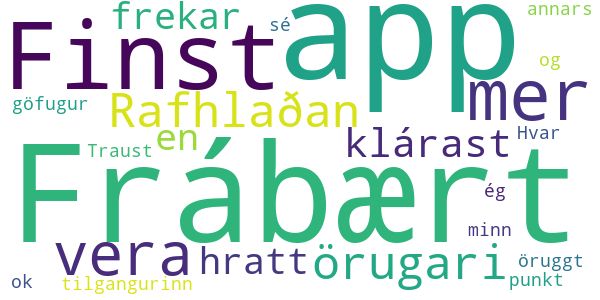 frekar
sé
app
annars
Finst
og
göfugur
Rafhlaðan
mer
en
klárast
Hvar
Traust
Frábært
ég
minn
vera
hratt
örugari
öruggt
ok
tilgangurinn
punkt